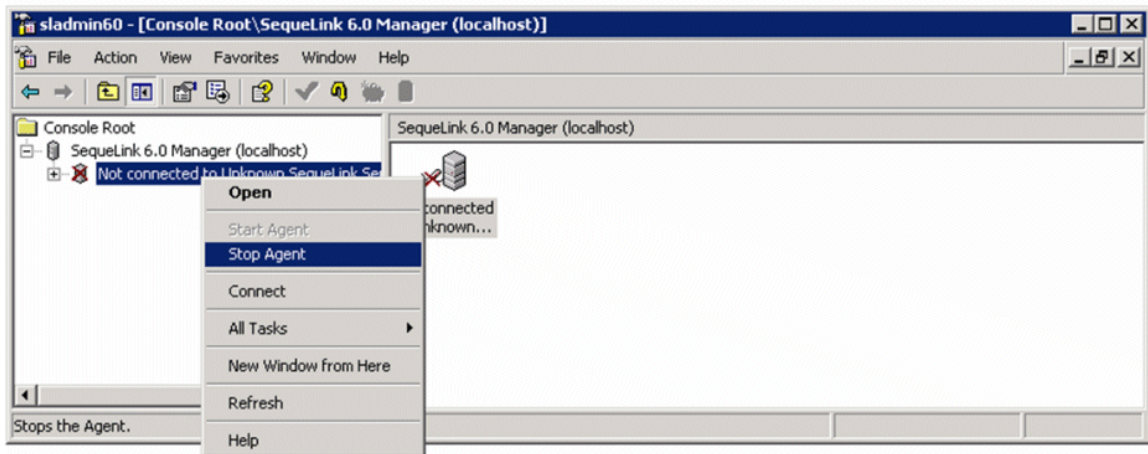 sladmin60 - [Console Root\SequeLink 6.0 Manager (localhost)]
File Action View Favorites Window Help
Console Root
SequeLink 6.0 Manager (localhost)
SequeLink 6.0 Manager (localhost)
Not connected to Unknown SequeLink Ser
Open
connected
nknown...
Start Agent
Stop Agent
Connect
All Tasks
New Window from Here
Refresh
Stops the Agent.
Help